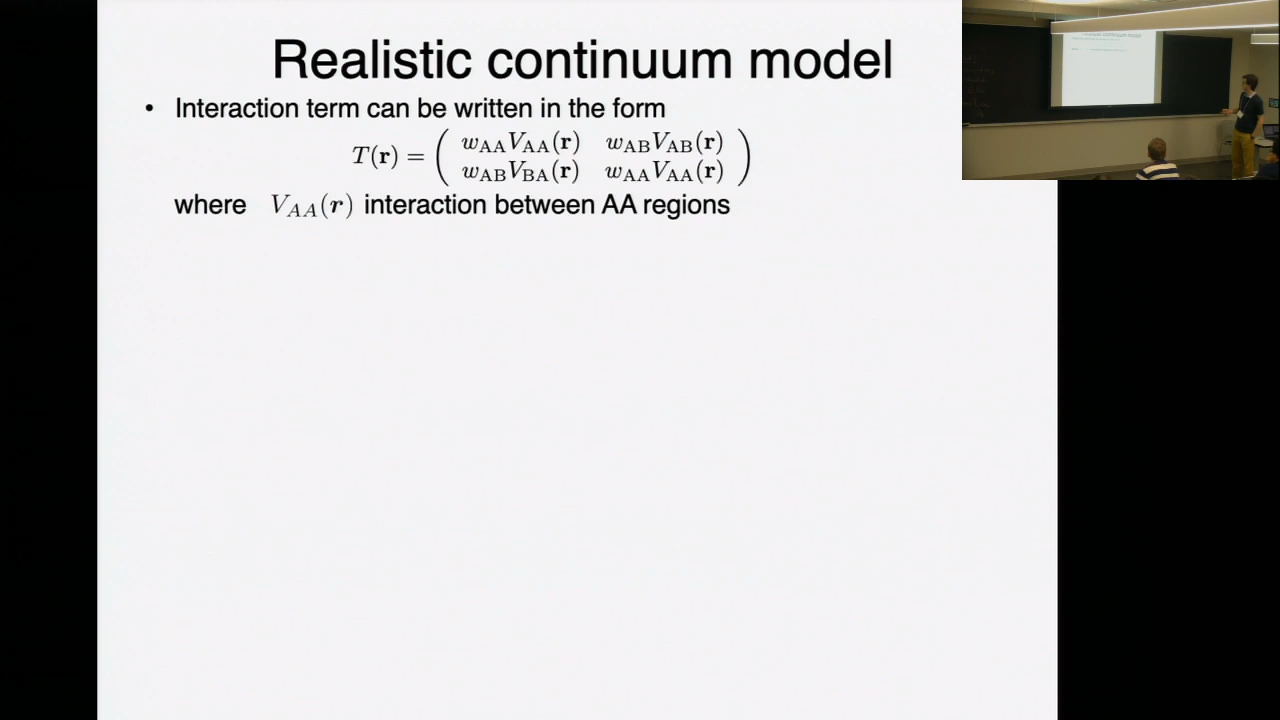 Realistic continuum model
• Interaction term can be written in the form
T(r) = ( w_AA V_AA(r) w_AB V_AB(r)
w_AB V_BA(r) w_AA V_AA(r) )
where V_AA(r) interaction between AA regions